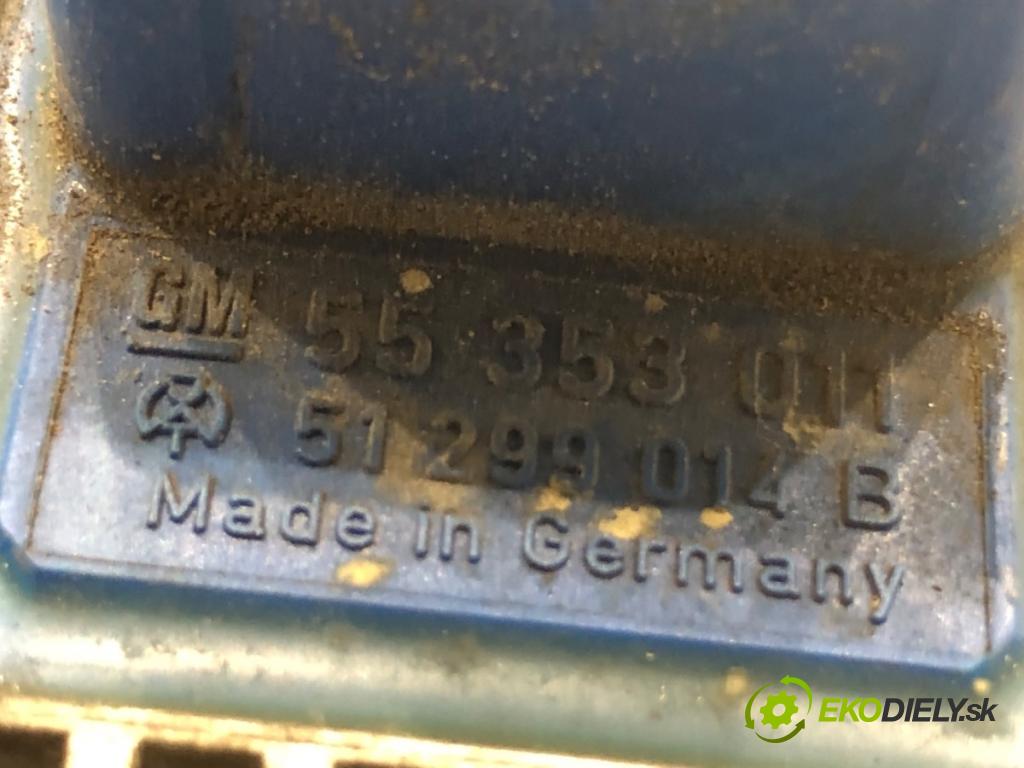 GM 55 353 011
51 299 014 B
Made in Germany
EKODIELY.sk